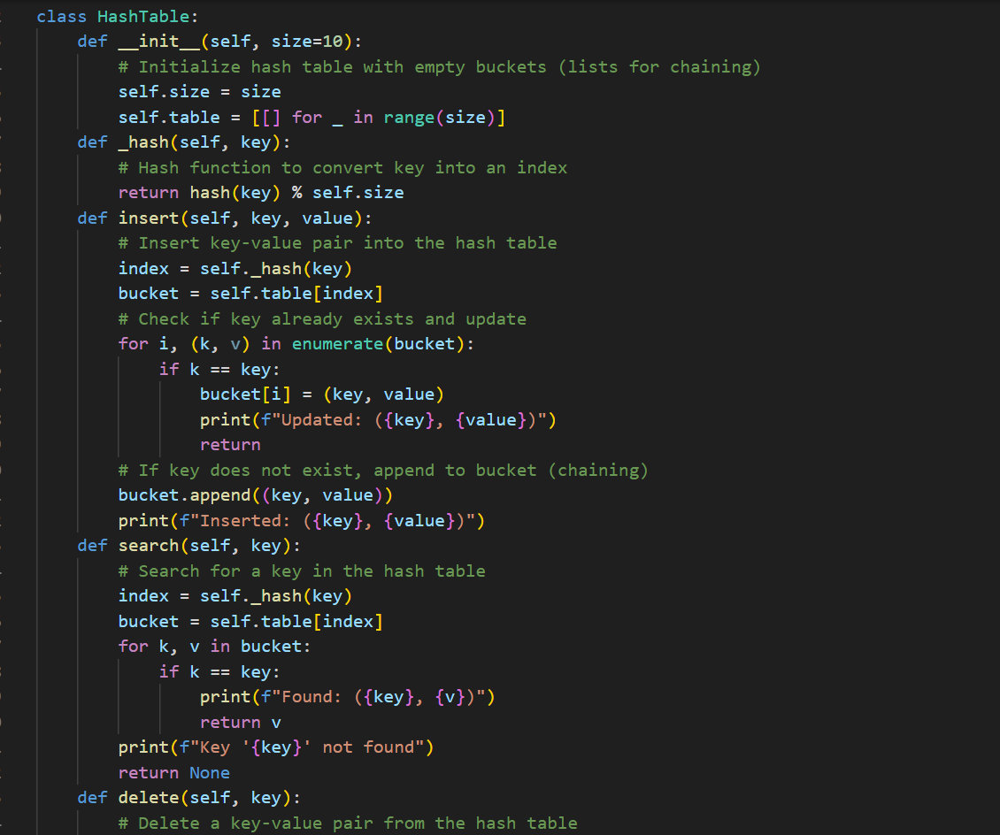 class HashTable:
    def __init__(self, size=10):
        # Initialize hash table with empty buckets (lists for chaining)
        self.size = size
        self.table = [[] for _ in range(size)]
    def _hash(self, key):
        # Hash function to convert key into an index
        return hash(key) % self.size
    def insert(self, key, value):
        # Insert key-value pair into the hash table
        index = self._hash(key)
        bucket = self.table[index]
        # Check if key already exists and update
        for i, (k, v) in enumerate(bucket):
            if k == key:
                bucket[i] = (key, value)
                print(f"Updated: ({key}, {value})")
                return
        # If key does not exist, append to bucket (chaining)
        bucket.append((key, value))
        print(f"Inserted: ({key}, {value})")
    def search(self, key):
        # Search for a key in the hash table
        index = self._hash(key)
        bucket = self.table[index]
        for k, v in bucket:
            if k == key:
                print(f"Found: ({key}, {v})")
                return v
        print(f"Key '{key}' not found")
        return None
    def delete(self, key):
        # Delete a key-value pair from the hash table